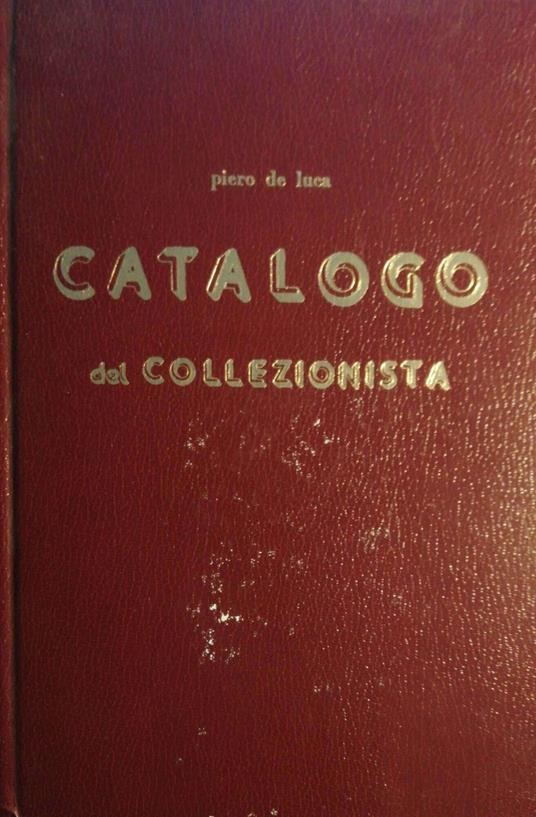 piero de luca
CATALOGO
del COLLEZIONISTA